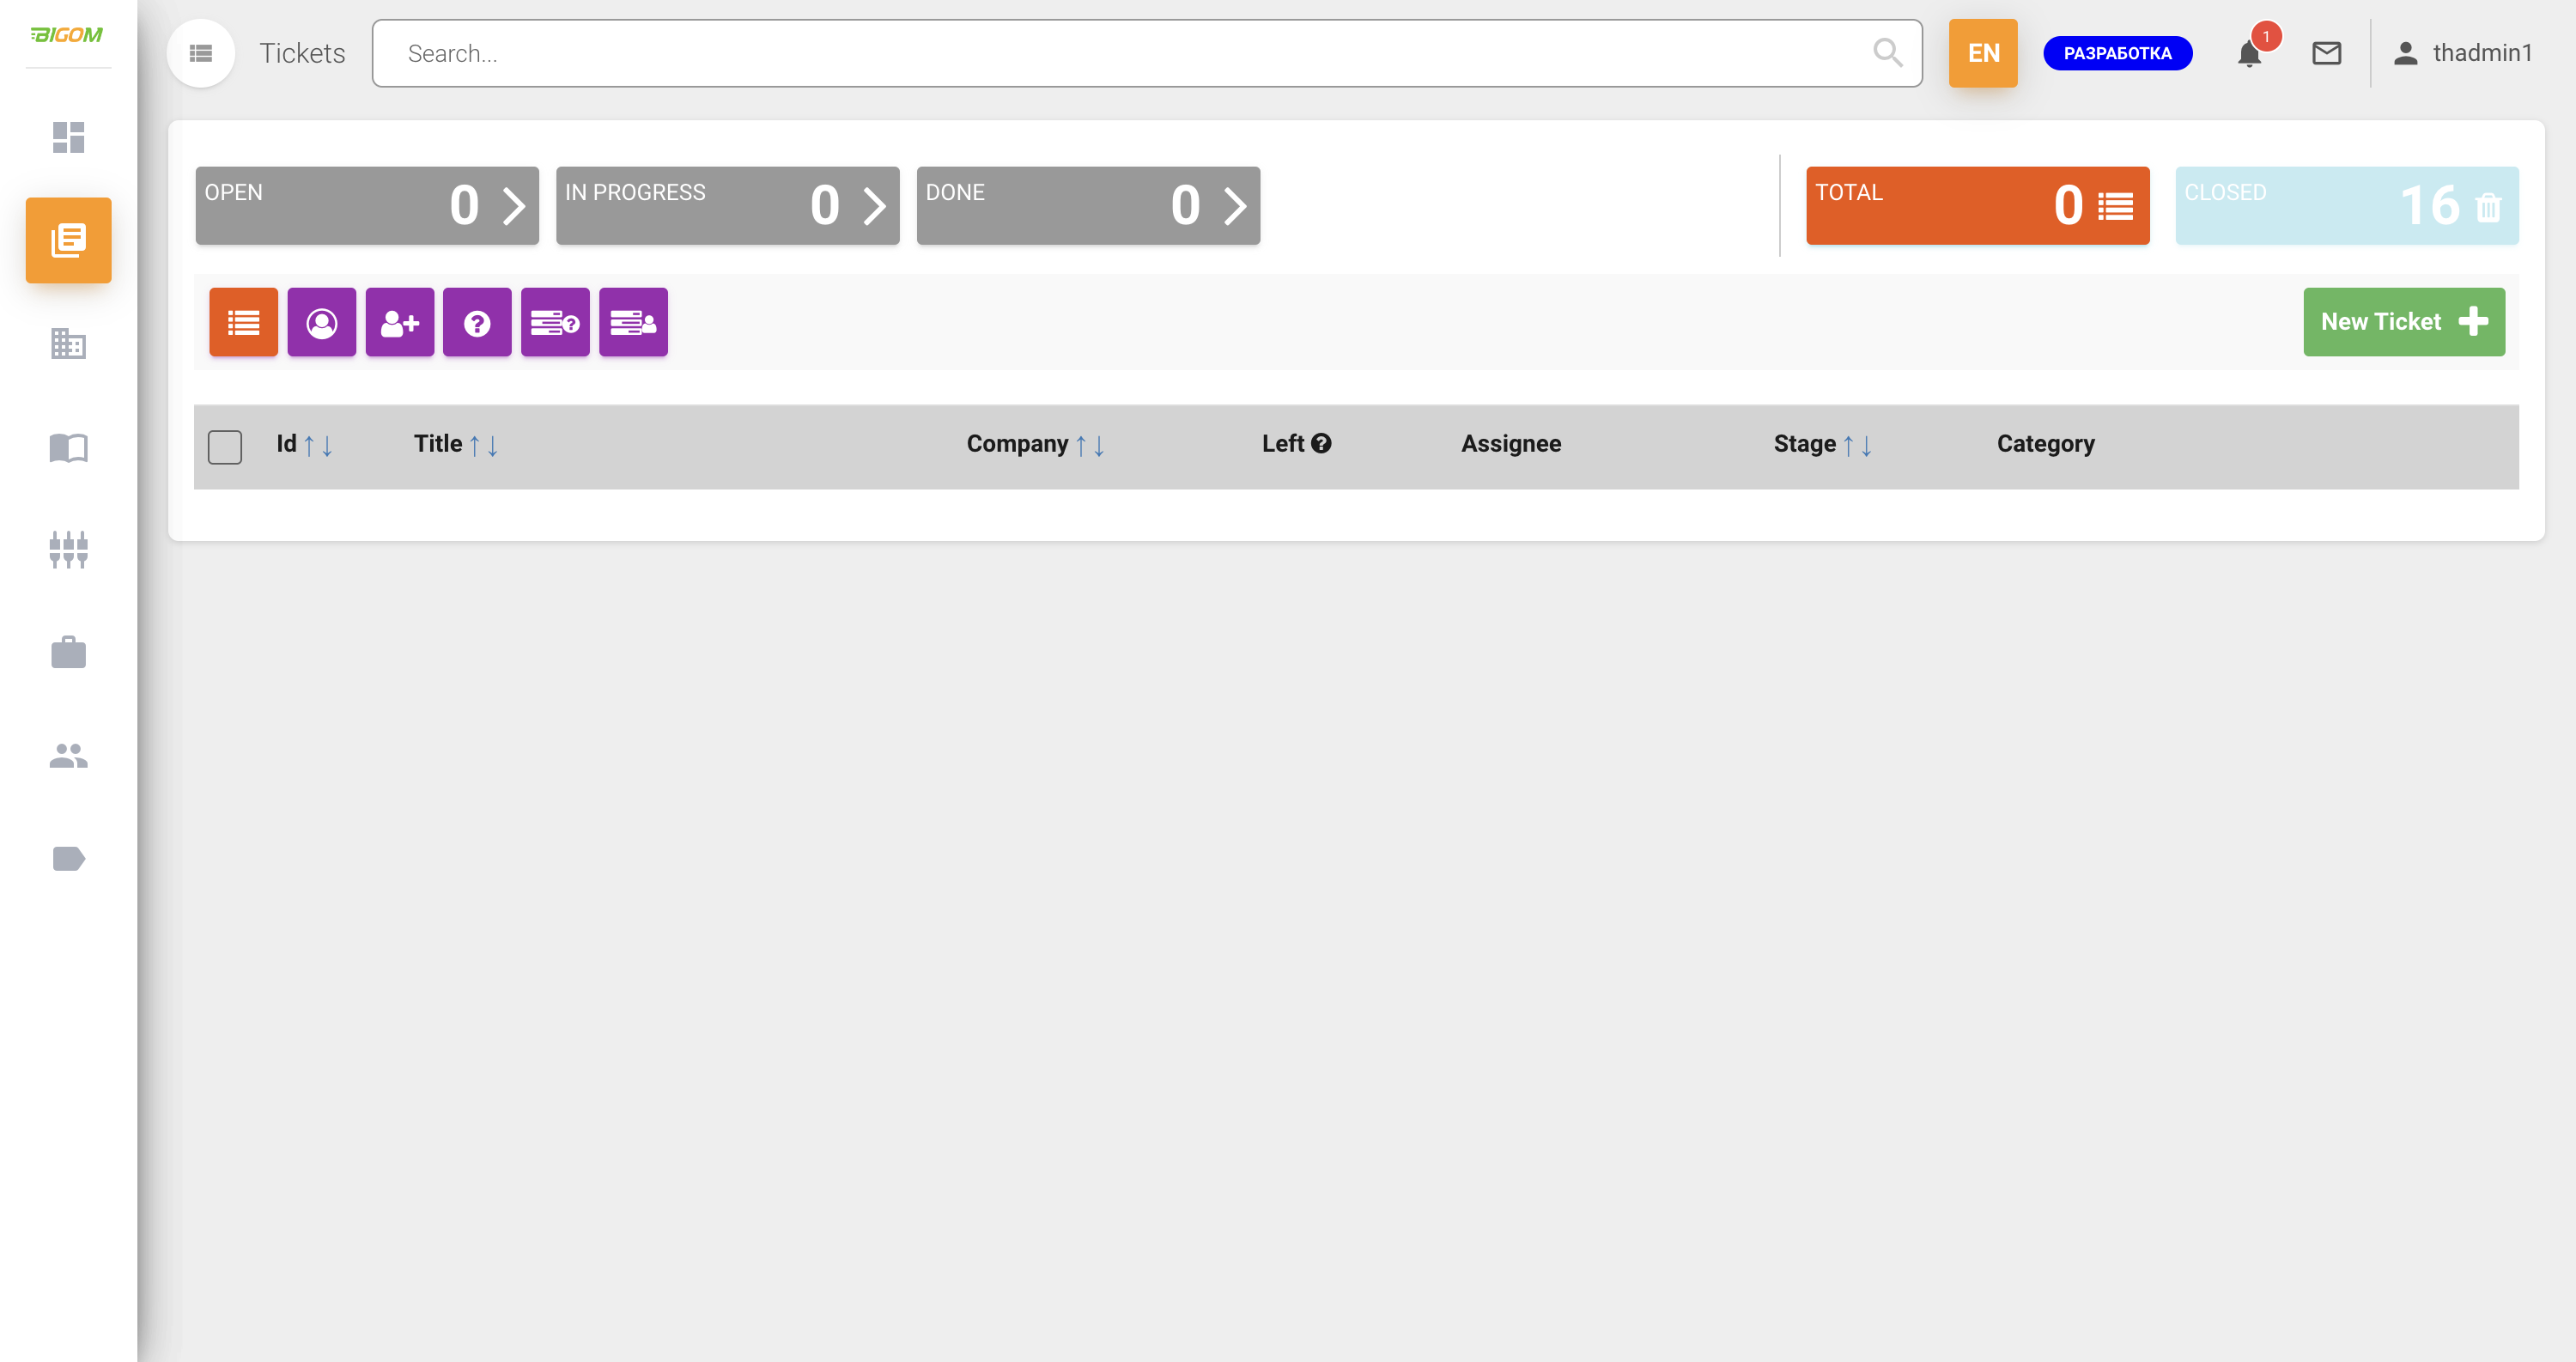 BIGOM
Tickets
Search...
EN
РАЗРАБОТКА
1
thadmin1
OPEN 0
IN PROGRESS 0
DONE 0
TOTAL 0
CLOSED 16
New Ticket
Id ↑↓ Title ↑↓ Company ↑↓ Left Assignee Stage ↑↓ Category